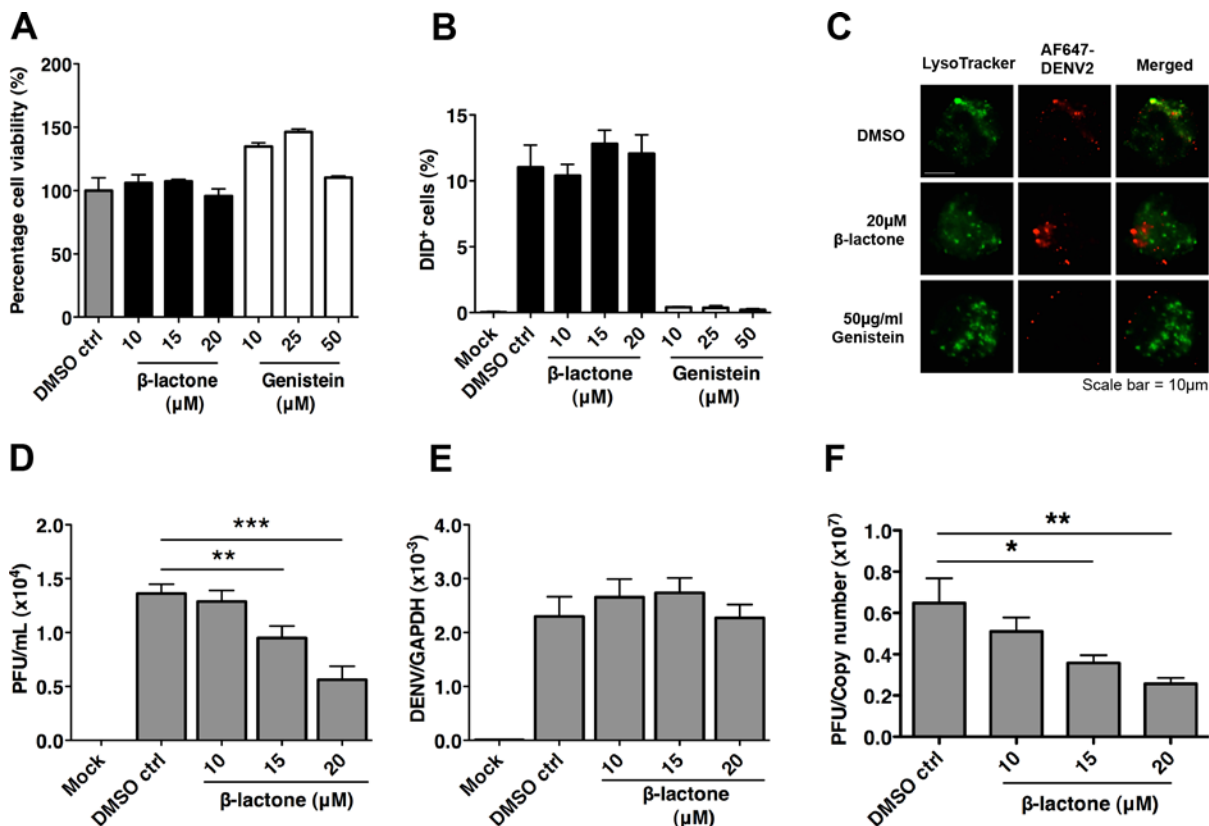 A
Percentage cell viability (%)
200
150
100
50
0
DMSO ctrl
10
15
20
10
25
50
β-lactone
(µM)
Genistein
(µM)
B
DID⁺ cells (%)
15
10
5
0
Mock
DMSO ctrl
10
15
20
10
25
50
β-lactone
(µM)
Genistein
(µM)
C
LysoTracker
AF647-
DENV2
Merged
DMSO
20µM
β-lactone
50µg/ml
Genistein
Scale bar = 10µm
D
PFU/mL (x10⁴)
2.0
1.5
1.0
0.5
0.0
***
**
Mock
DMSO ctrl
10
15
20
β-lactone (µM)
E
DENV/GAPDH (x10⁻³)
4.0
3.0
2.0
1.0
0.0
Mock
DMSO ctrl
10
15
20
β-lactone
(µM)
F
PFU/Copy number (x10⁷)
1.0
0.8
0.6
0.4
0.2
0.0
**
*
DMSO ctrl
10
15
20
β-lactone (µM)